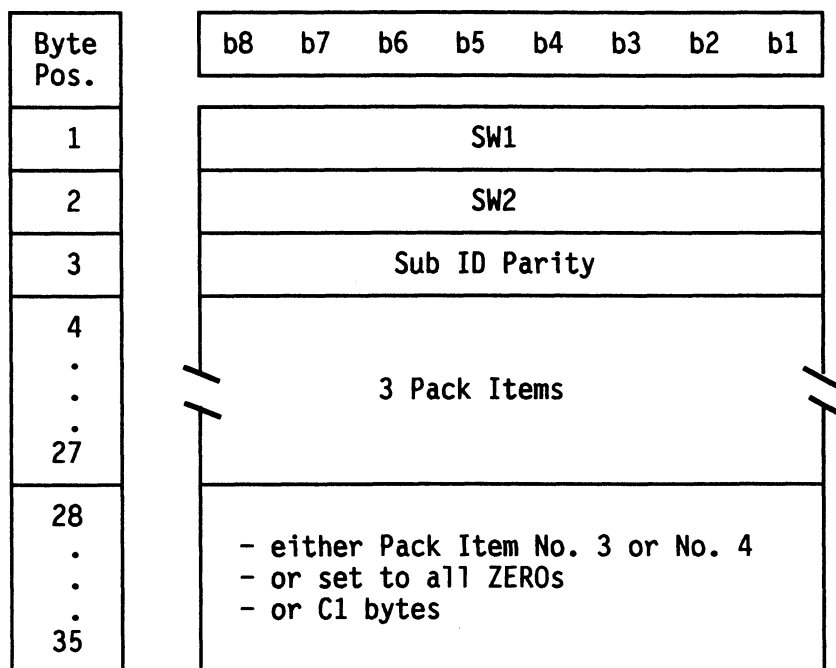 Byte Pos.
b8 b7 b6 b5 b4 b3 b2 b1
1 SW1
2 SW2
3 Sub ID Parity
4
.
.
.
27
3 Pack Items
28
.
.
.
35
- either Pack Item No. 3 or No. 4
- or set to all ZEROs
- or C1 bytes